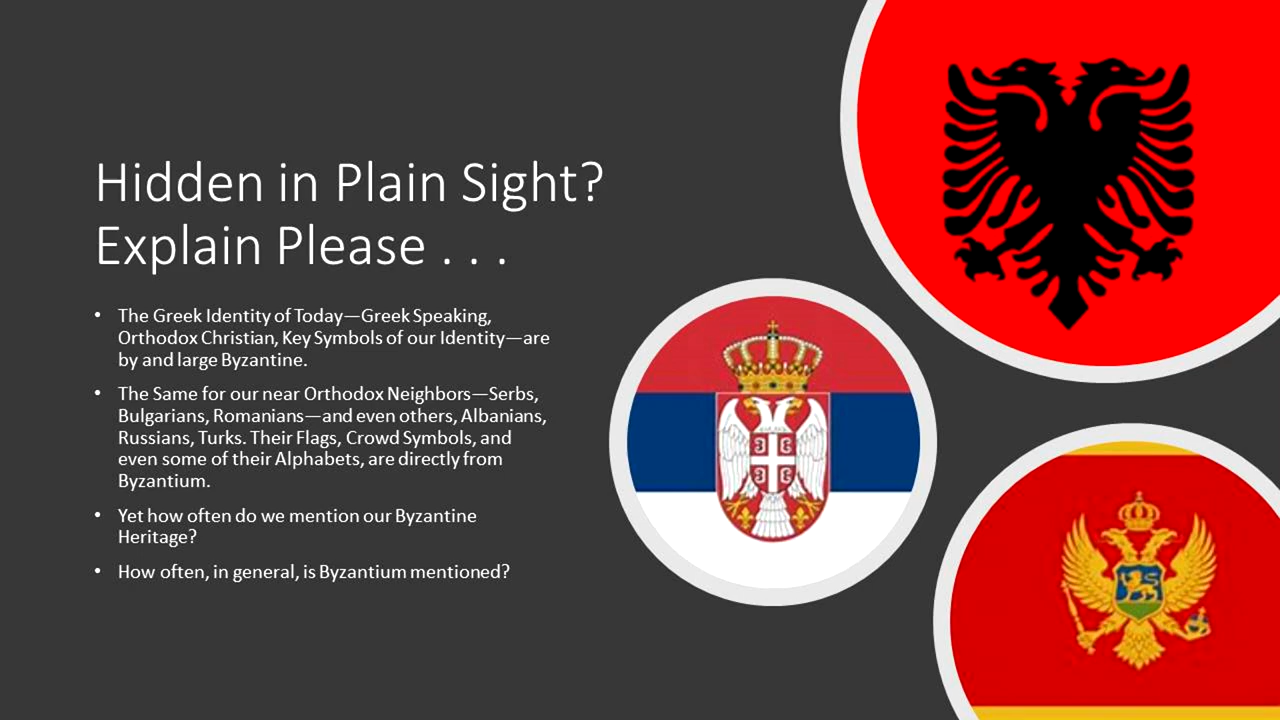 Hidden in Plain Sight?
Explain Please . . .
• The Greek Identity of Today—Greek Speaking,
Orthodox Christian, Key Symbols of our Identity—are
by and large Byzantine.
• The Same for our near Orthodox Neighbors—Serbs,
Bulgarians, Romanians—and even others, Albanians,
Russians, Turks. Their Flags, Crowd Symbols, and
even some of their Alphabets, are directly from
Byzantium.
• Yet how often do we mention our Byzantine
Heritage?
• How often, in general, is Byzantium mentioned?